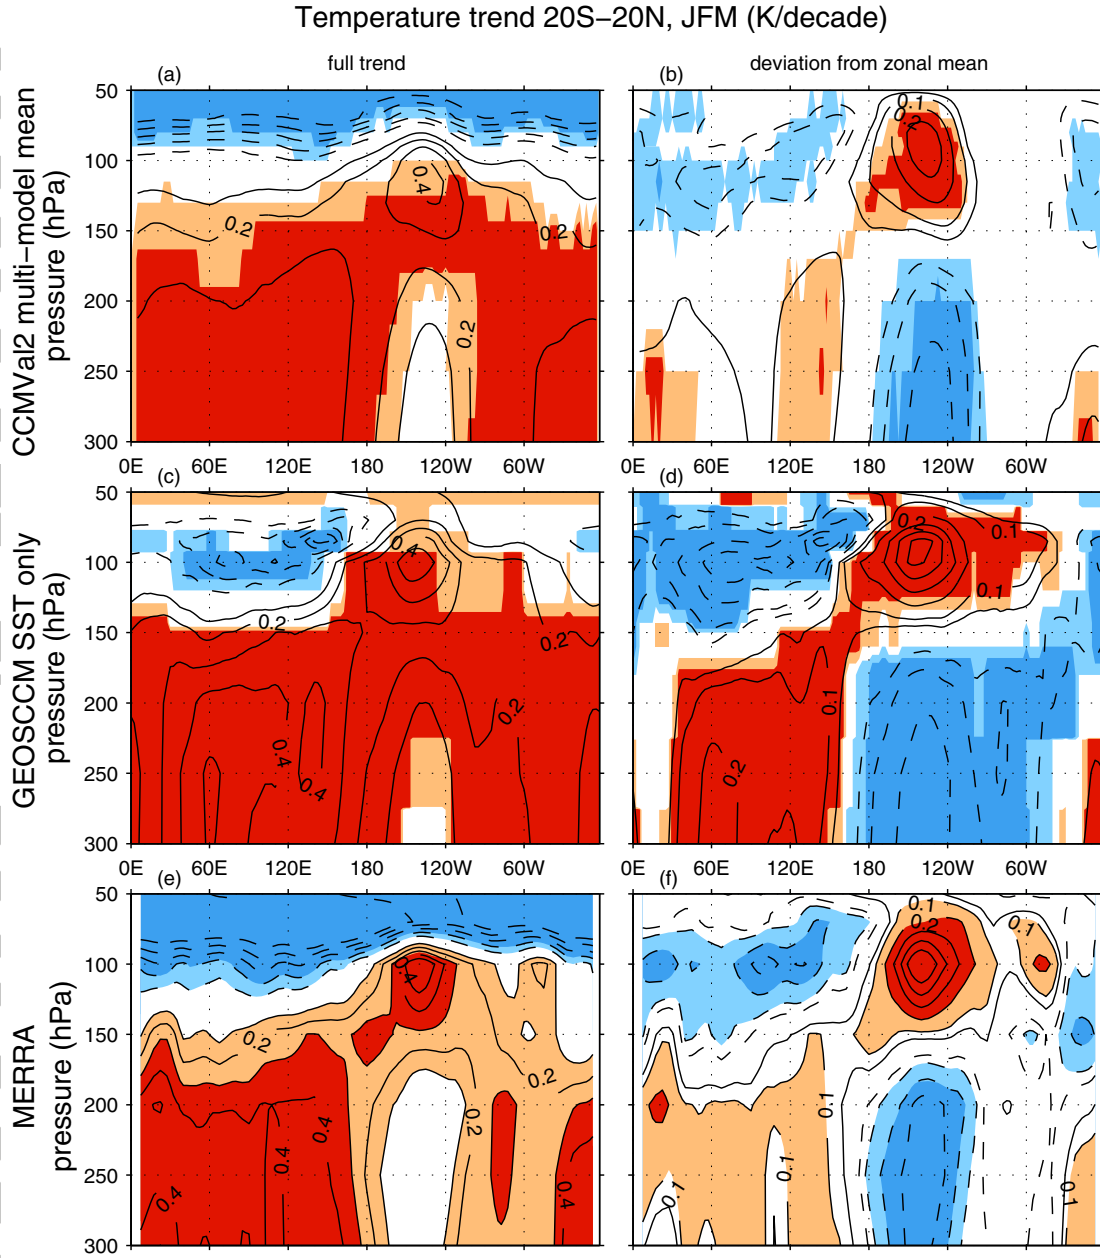 Temperature trend 20S−20N, JFM (K/decade)
full trend
deviation from zonal mean
CCMVal2 multi−model mean
pressure (hPa)
(a)
50
100
150
200
250
300
0E 60E 120E 180 120W 60W
0.4
0.2
0.2
0.2
(b)
0E 60E 120E 180 120W 60W
0.1
0.2
GEOSCCM SST only
pressure (hPa)
(c)
50
100
150
200
250
300
0E 60E 120E 180 120W 60W
0.4
0.2
0.2
0.2
0.4
0.4
(d)
0E 60E 120E 180 120W 60W
0.2
0.1
0.1
0.1
0.2
MERRA
pressure (hPa)
(e)
50
100
150
200
250
300
0.4
0.2
0.2
0.2
0.4
0.4
0.4
0.4
(f)
0.1
0.2
0.1
0.1
0.1
0.1
0.1